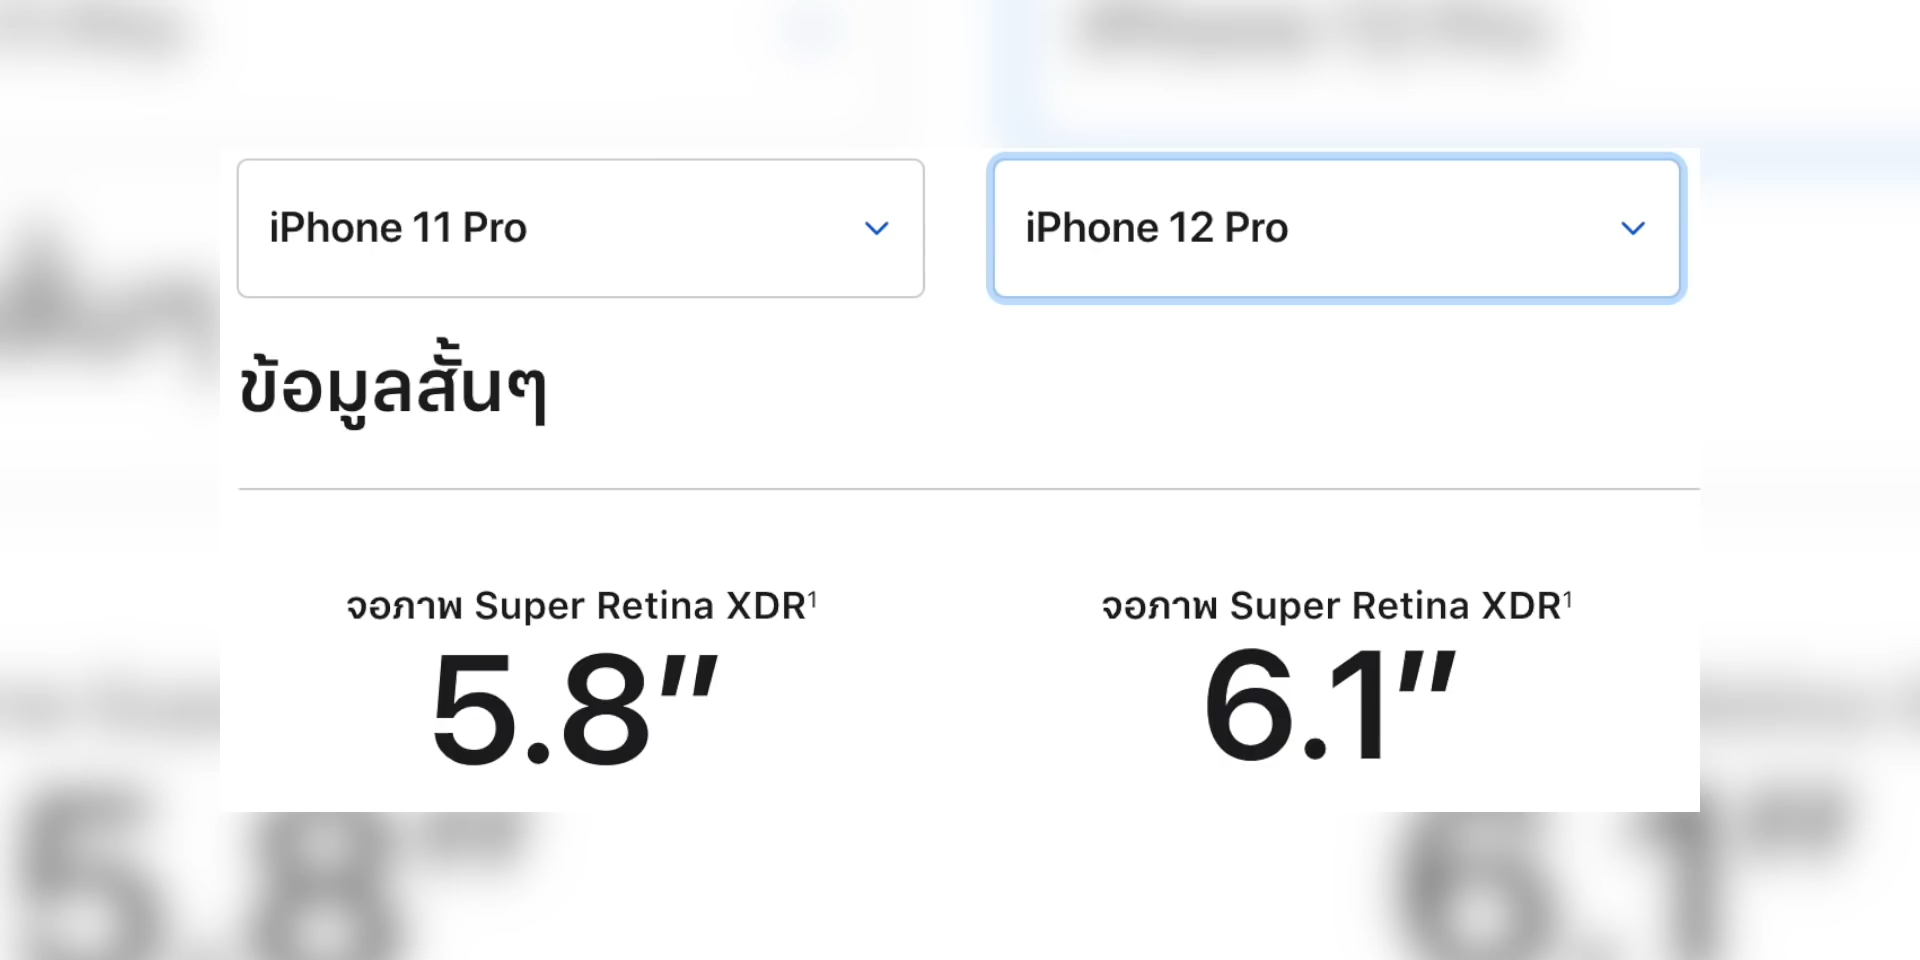 iPhone 11 Pro
iPhone 12 Pro
ข้อมูลสั้นๆ
จอภาพ Super Retina XDR¹
5.8″
จอภาพ Super Retina XDR¹
6.1″